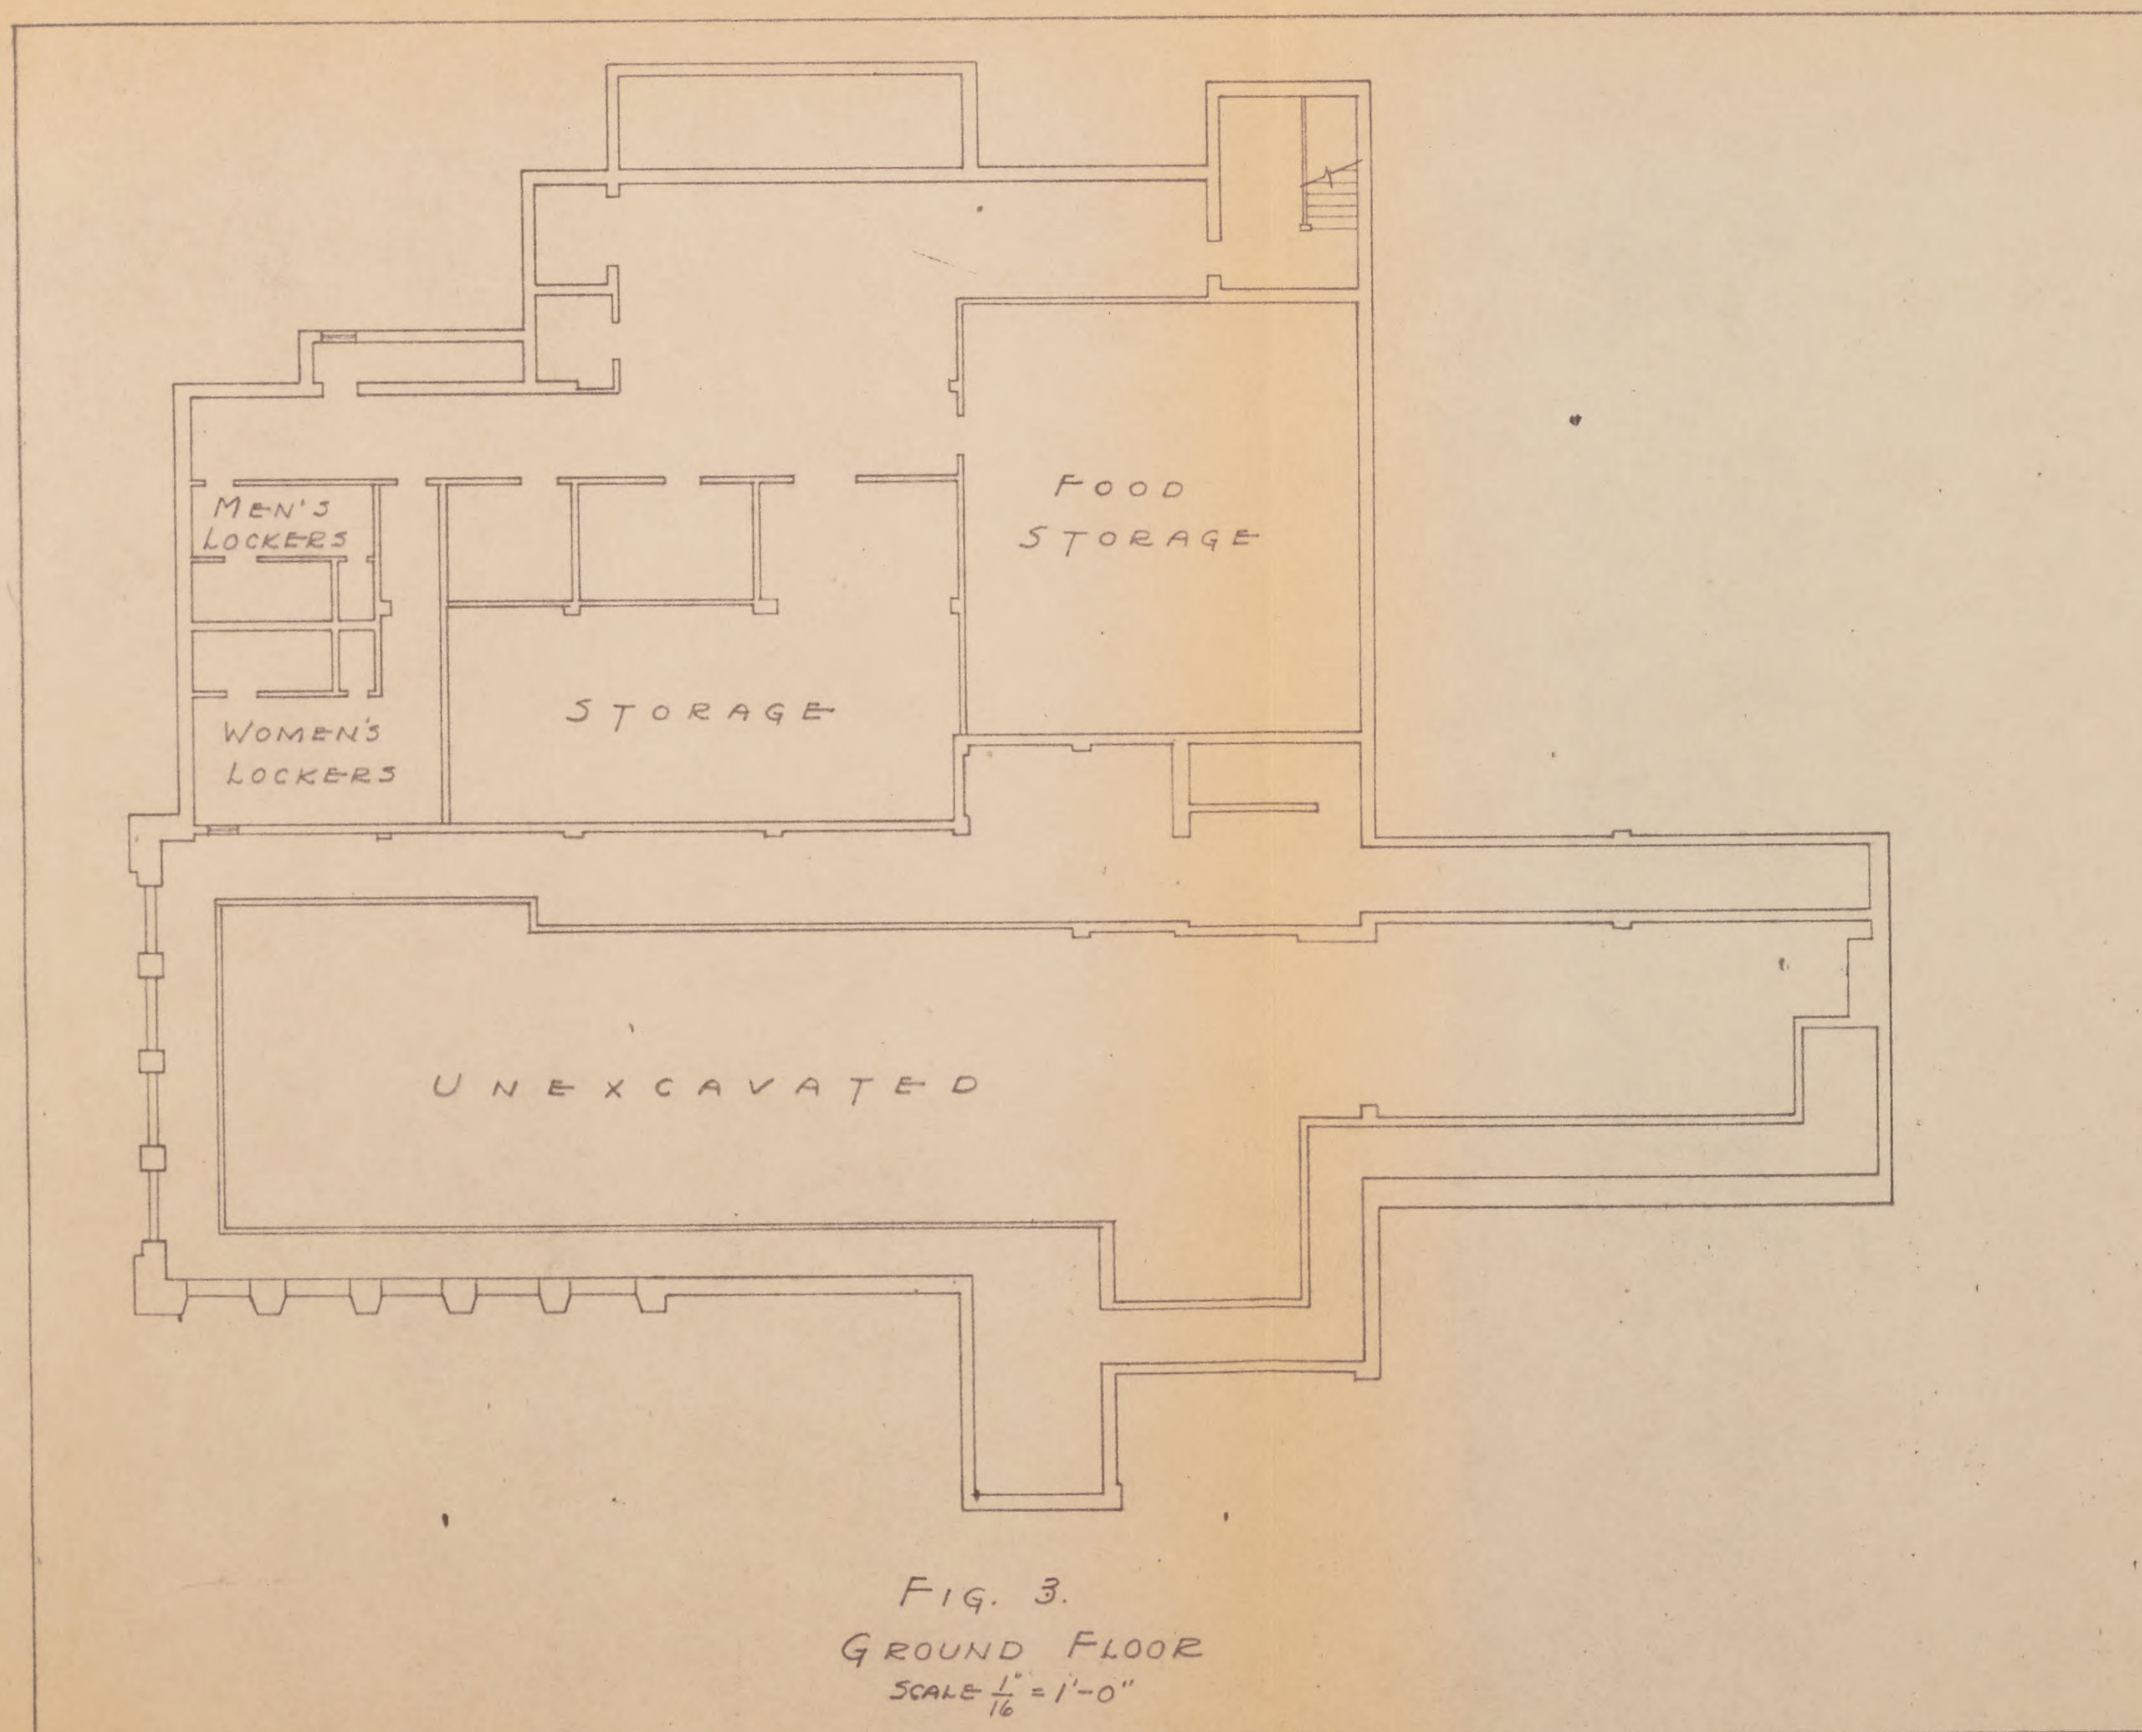 FOOD
STORAGE
MEN'S
LOCKERS
STORAGE
WOMEN'S
LOCKERS
UNEXCAVATED
FIG. 3.
GROUND FLOOR
SCALE 1/16" = 1'-0"